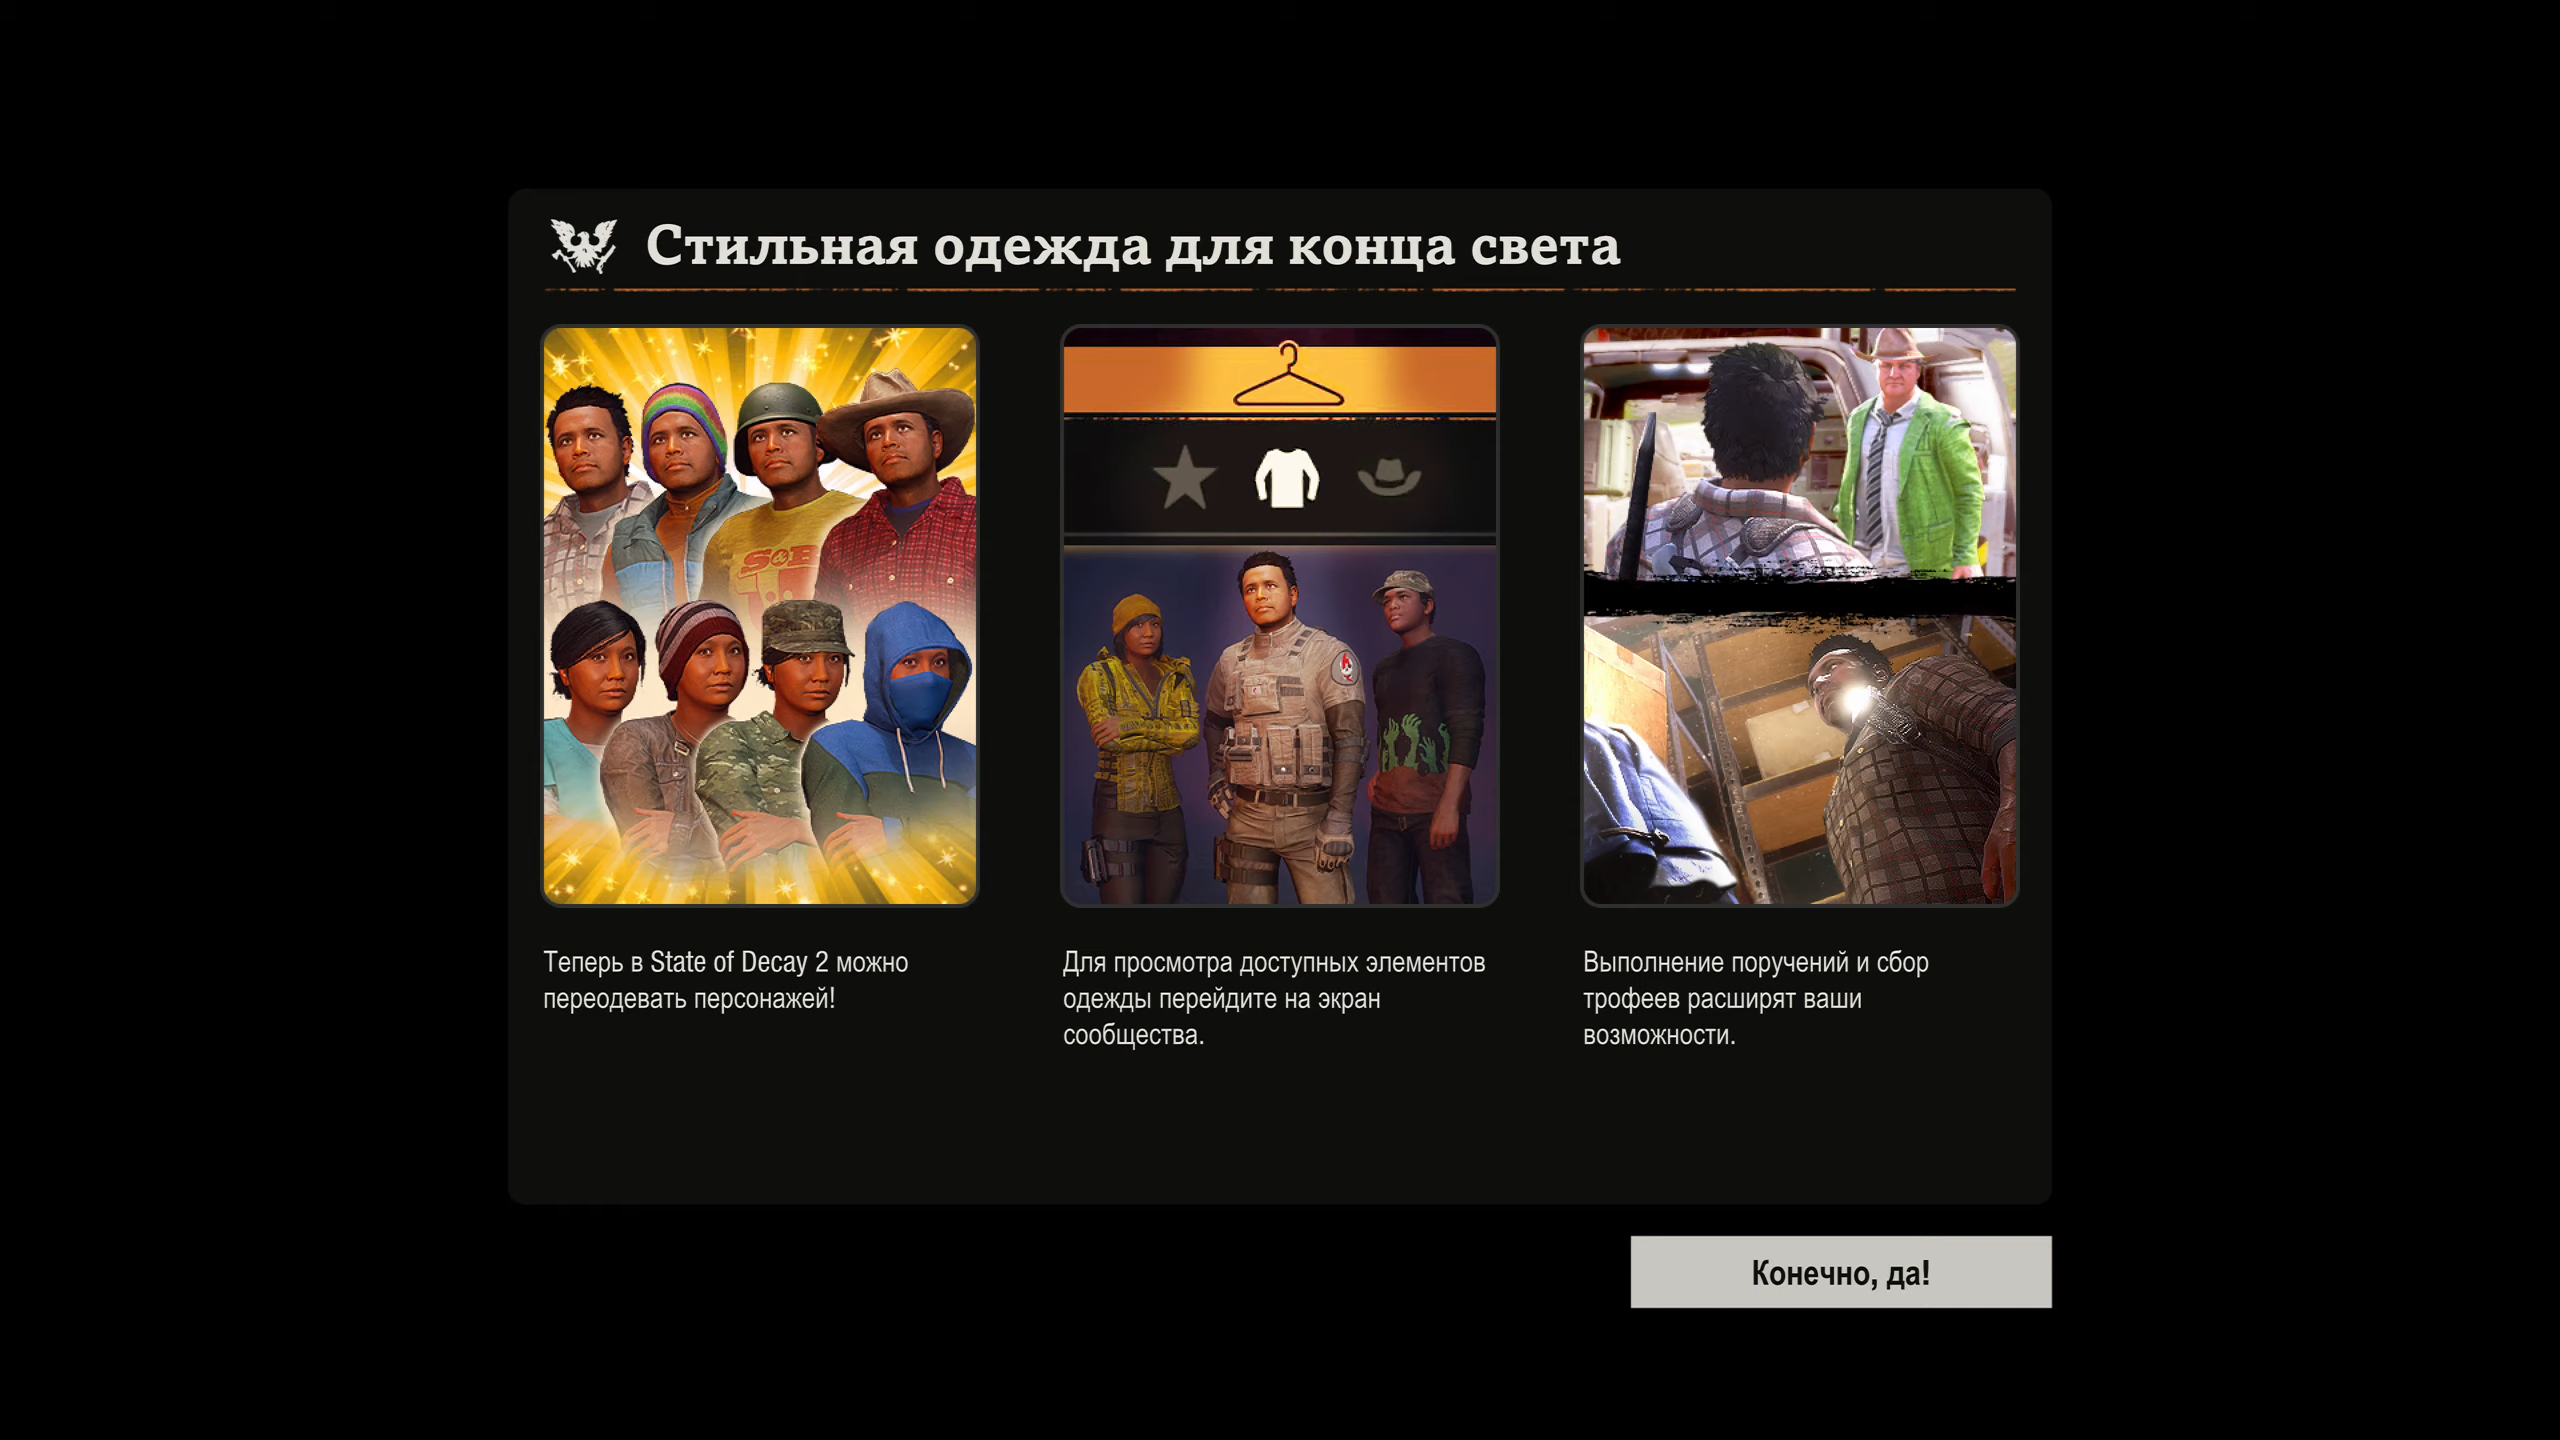 Стильная одежда для конца света
S&B
Теперь в State of Decay 2 можно
переодевать персонажей!
Для просмотра доступных элементов
одежды перейдите на экран
сообщества.
Выполнение поручений и сбор
трофеев расширят ваши
возможности.
Конечно, да!